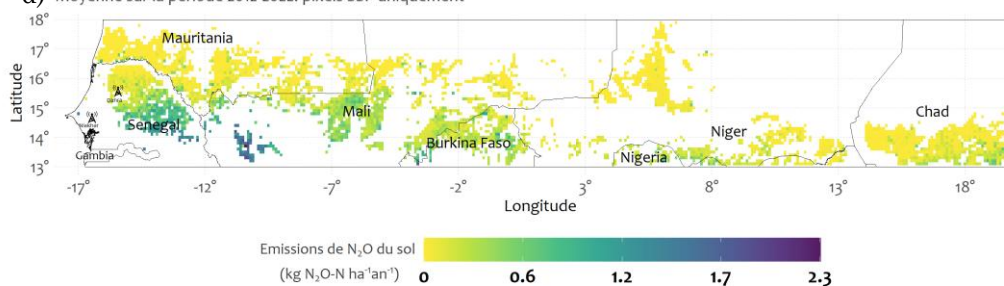 a) Moyenne sur la période 2012-2022. pixels SAP uniquement
18°
17°
16°
15°
14°
13°
Latitude
Mauritania
Senegal
Gambia
Mali
Burkina Faso
Niger
Nigeria
Chad
-17°
-12°
-7°
-2°
3°
8°
13°
18°
Longitude
Emissions de N₂O du sol
(kg N₂O-N ha⁻¹an⁻¹)
0
0.6
1.2
1.7
2.3